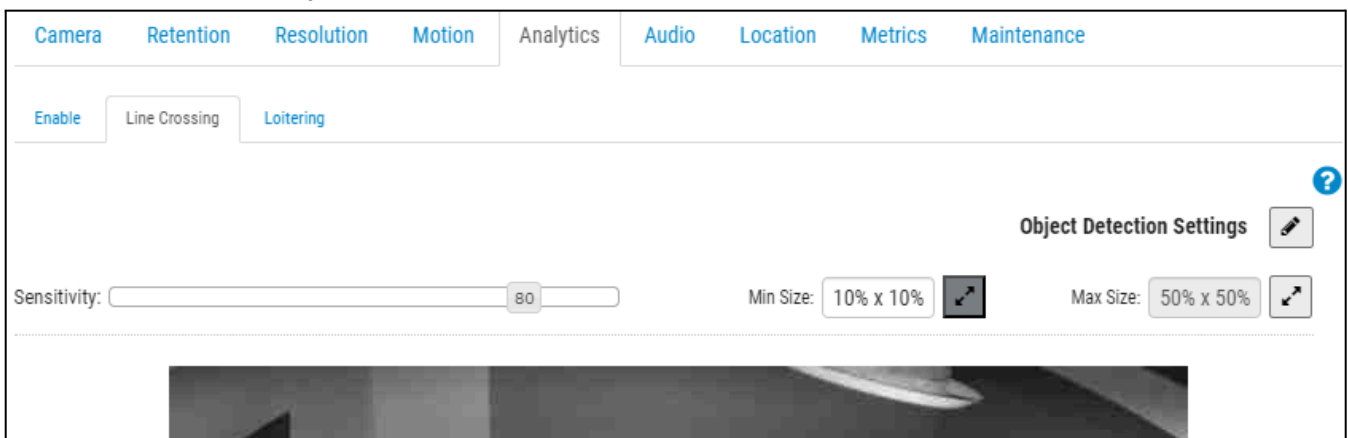 Camera Retention Resolution Motion Analytics Audio Location Metrics Maintenance
Enable Line Crossing Loitering
?
Object Detection Settings
Sensitivity: 80 Min Size: 10% x 10% Max Size: 50% x 50%